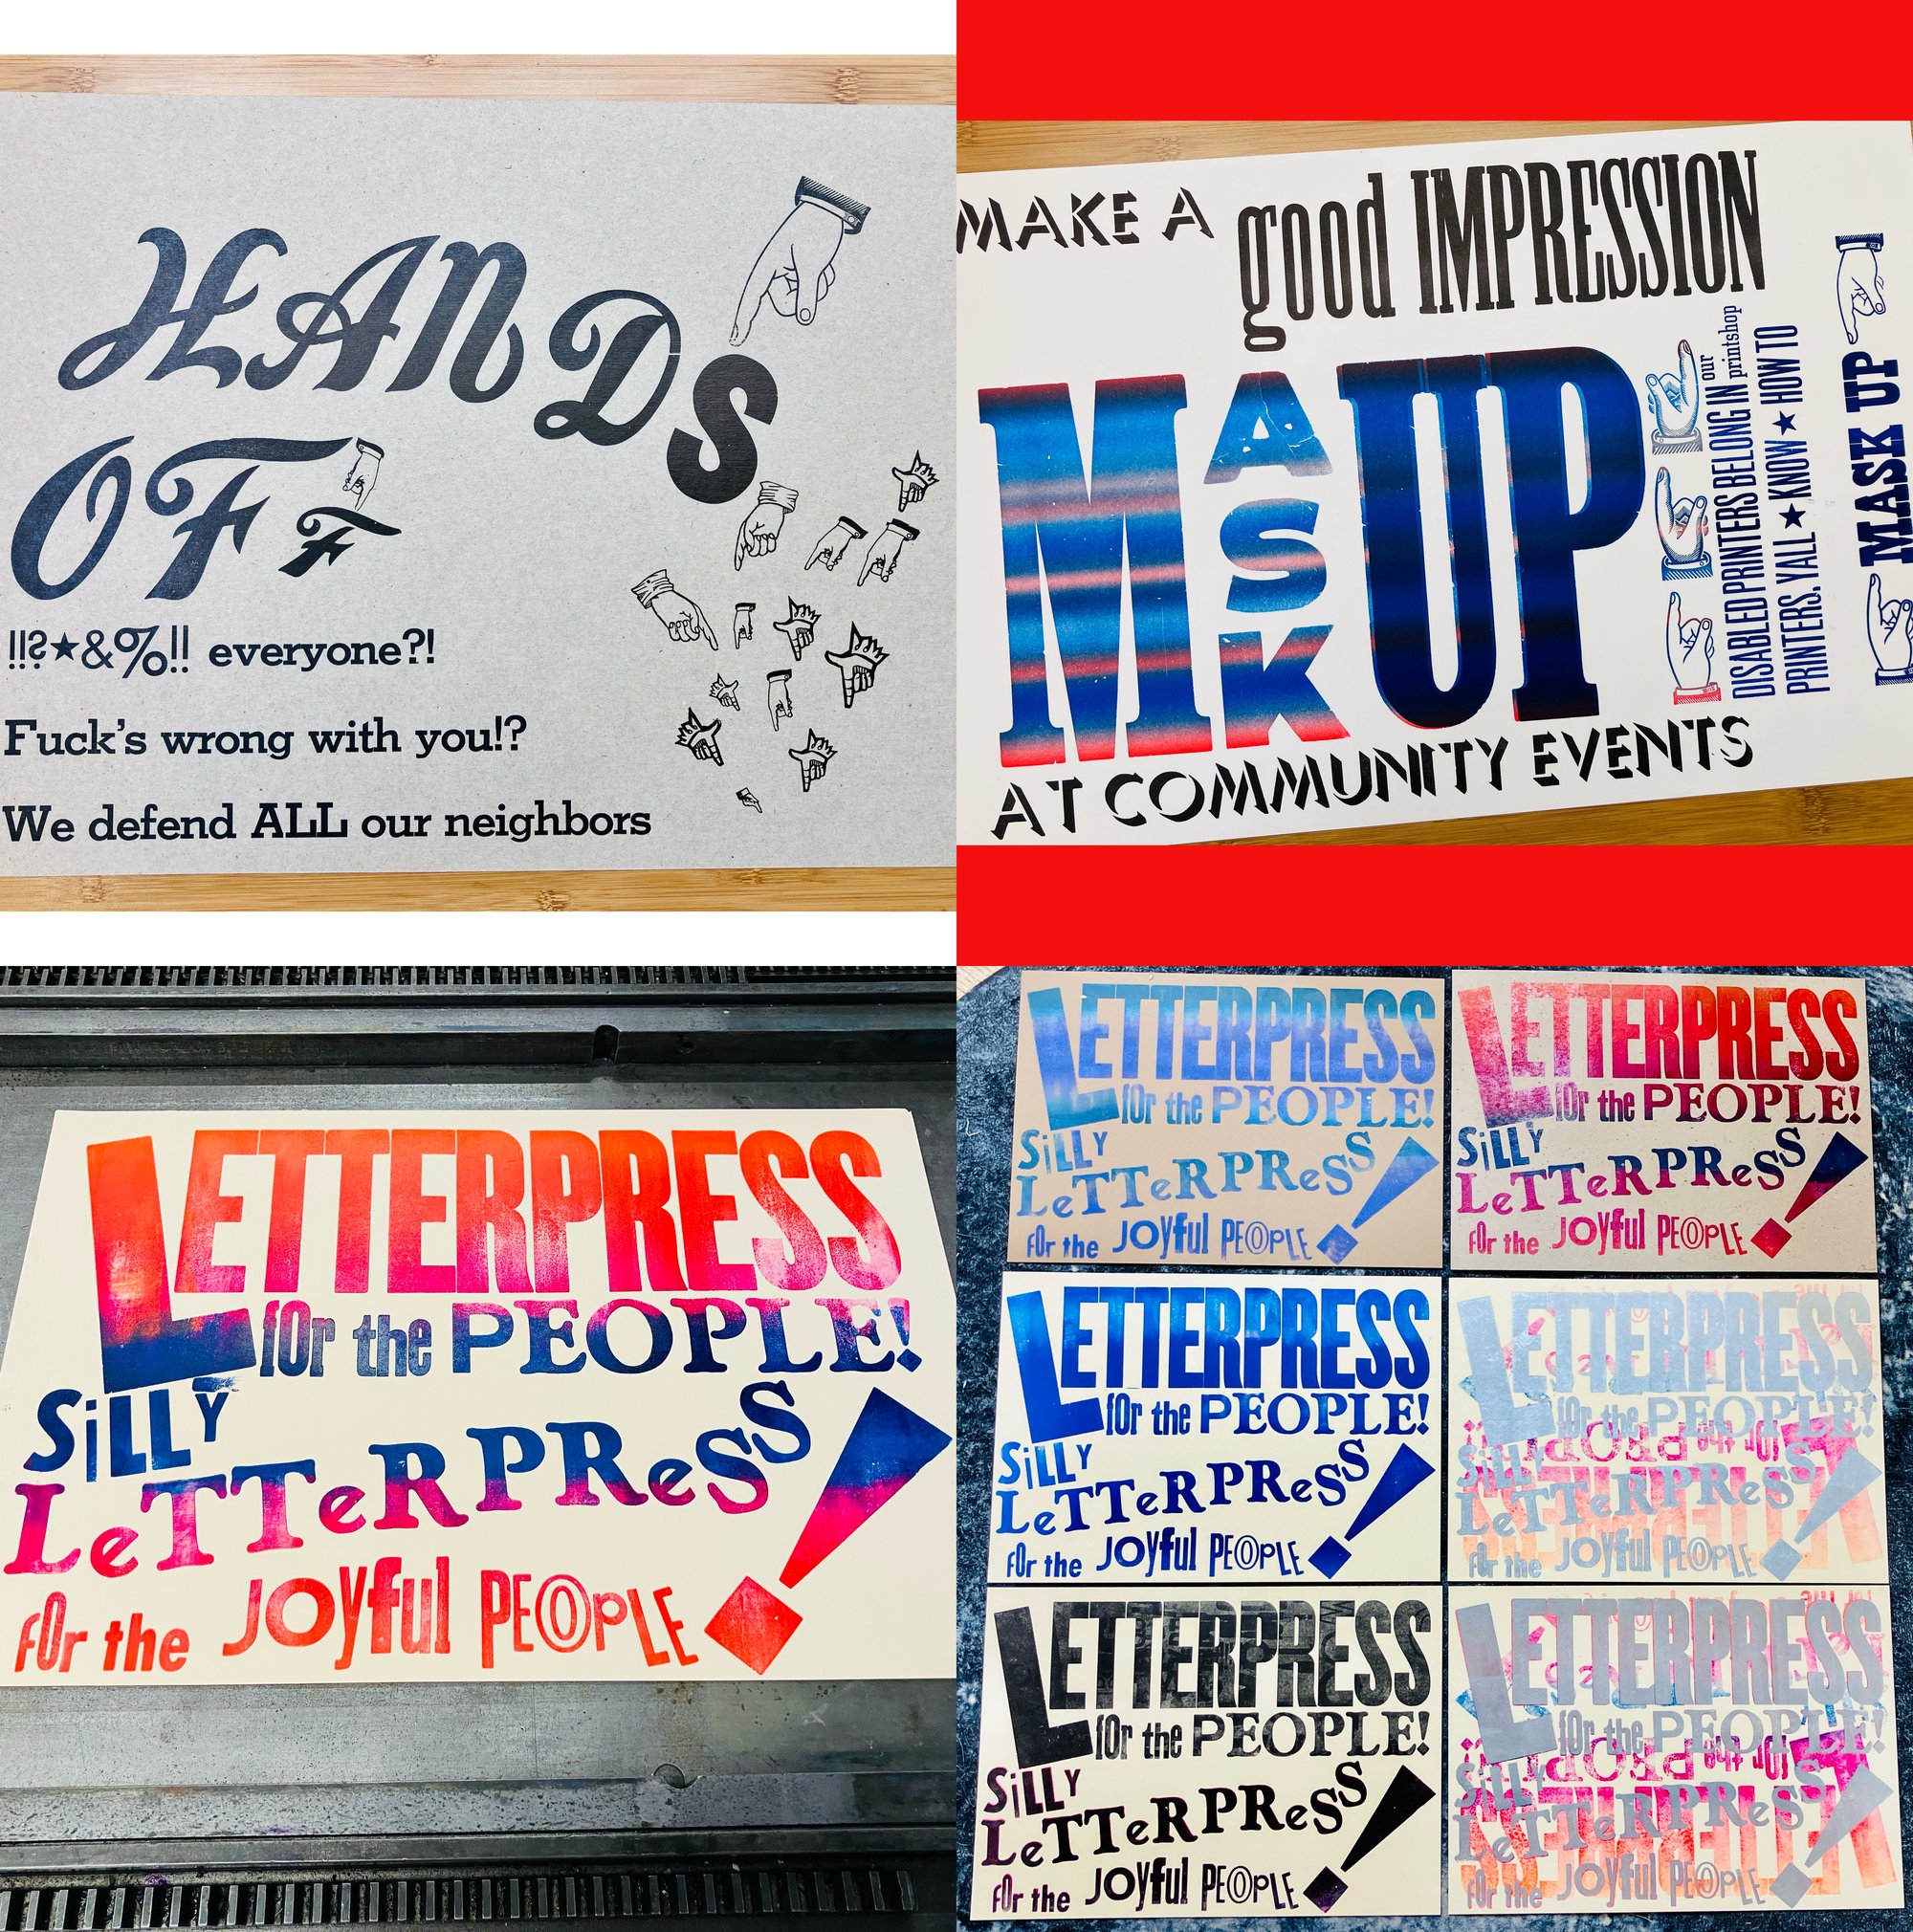 HANDS
OFF
!!?★&%!! everyone?!
Fuck's wrong with you!?
We defend ALL our neighbors
MAKE A good IMPRESSION
MASK UP
AT COMMUNITY EVENTS
DISABLED PRINTERS BELONG IN our printshop
PRINTERS. YALL ★ KNOW ★ HOW TO
MASK UP
LETTERPRESS
for the PEOPLE!
SiLLY
LeTTeRPReSS!
for the JOyful PEOPLE
LETTERPRESS
for the PEOPLE!
SiLLY
LeTTeRPReSS!
for the JOyful PEOPLE
LETTERPRESS
for the PEOPLE!
SiLLY
LeTTeRPReSS!
for the JOyful PEOPLE
LETTERPRESS
for the PEOPLE!
SiLLY
LeTTeRPReSS!
for the JOyful PEOPLE
LETTERPRESS
for the PEOPLE!
SiLLY
LeTTeRPReSS!
for the JOyful PEOPLE
LETTERPRESS
for the PEOPLE!
SiLLY
LeTTeRPReSS!
for the JOyful PEOPLE
LETTERPRESS
for the PEOPLE!
SiLLY
LeTTeRPReSS!
for the JOyful PEOPLE